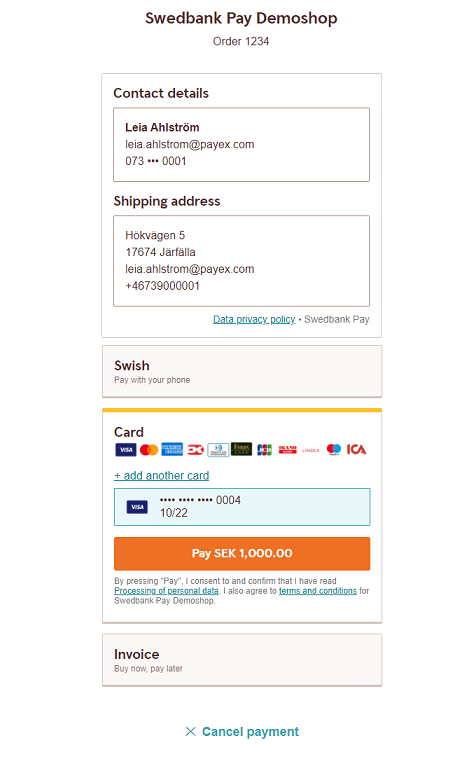 Swedbank Pay Demoshop
Order 1234
Contact details
Leia Ahlström
leia.ahlstrom@payex.com
073 ••• 0001
Shipping address
Hökvägen 5
17674 Järfälla
leia.ahlstrom@payex.com
+46739000001
Data privacy policy • Swedbank Pay
Swish
Pay with your phone
Card
VISA
ICA
+ add another card
VISA •••• •••• •••• 0004
10/22
Pay SEK 1,000.00
By pressing "Pay", I consent to and confirm that I have read
Processing of personal data. I also agree to terms and conditions for
Swedbank Pay Demoshop.
Invoice
Buy now, pay later
Cancel payment